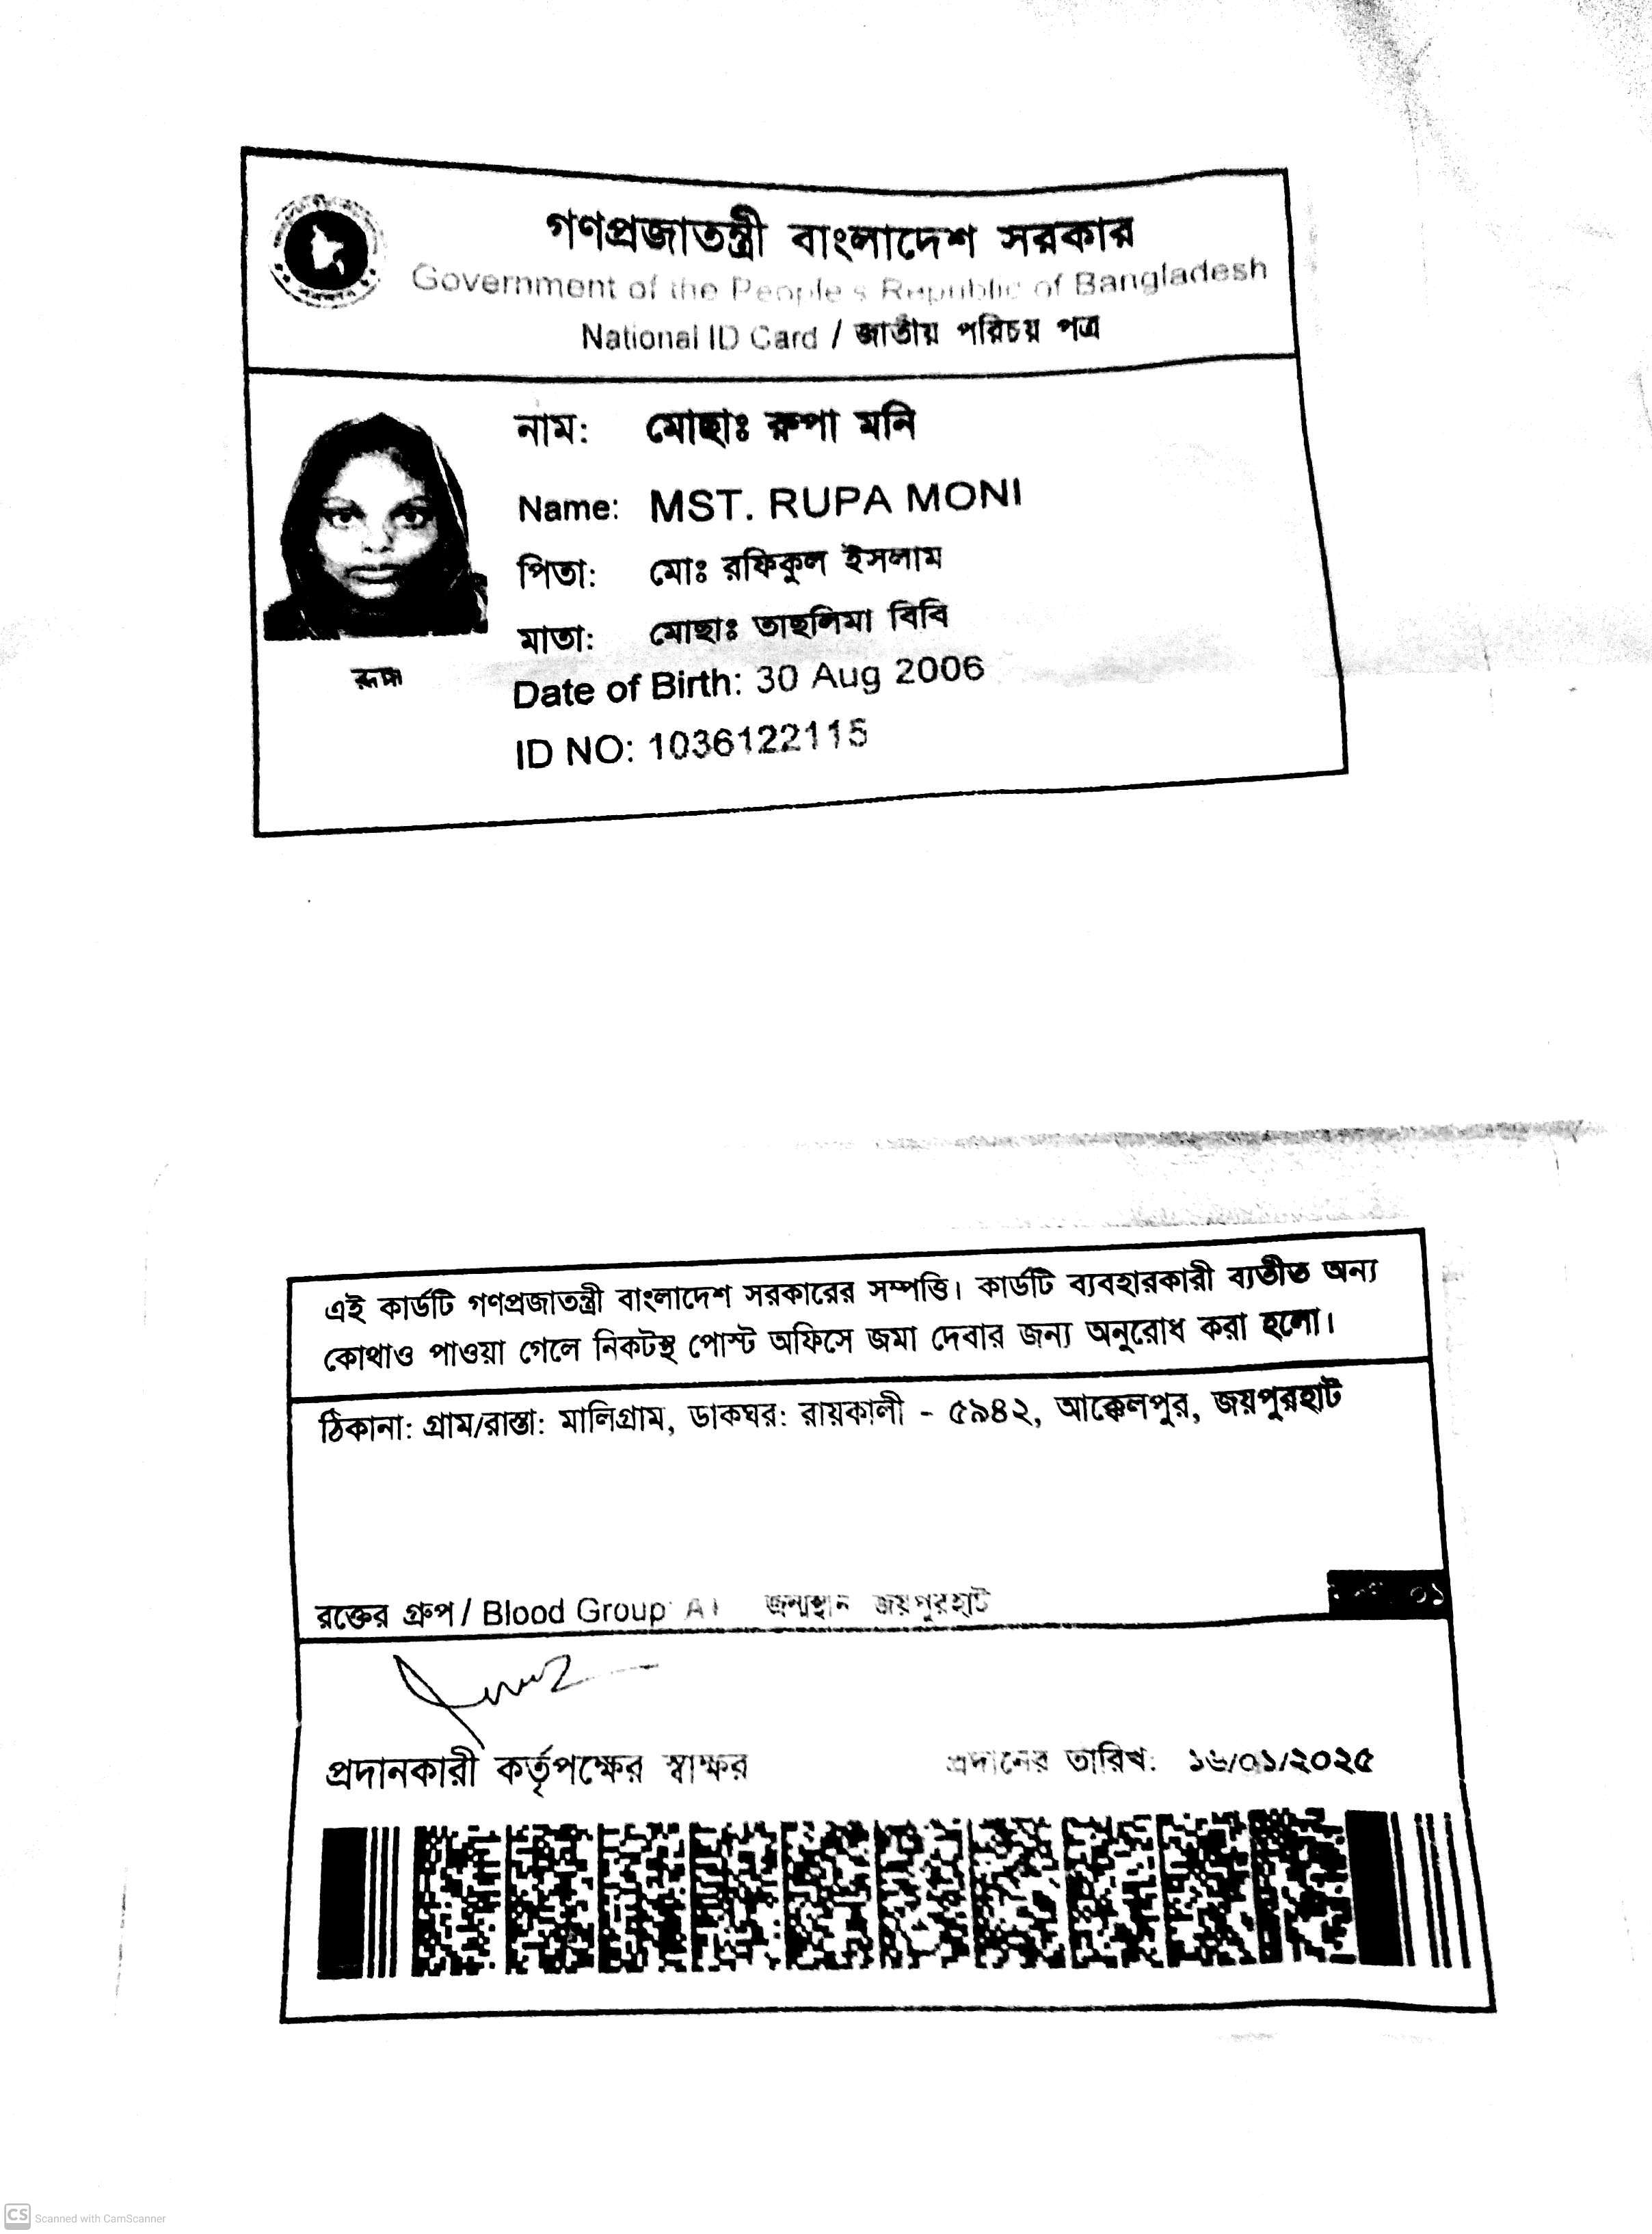 গণপ্রজাতন্ত্রী বাংলাদেশ সরকার
Government of the People's Republic of Bangladesh
National ID Card / জাতীয় পরিচয় পত্র
নাম: মোছাঃ রুপা মনি
Name: MST. RUPA MONI
পিতা: মোঃ রফিকুল ইসলাম
মাতা: মোছাঃ তাছলিমা বিবি
রুপা
Date of Birth: 30 Aug 2006
ID NO: 1036122115
এই কার্ডটি গণপ্রজাতন্ত্রী বাংলাদেশ সরকারের সম্পত্তি। কার্ডটি ব্যবহারকারী ব্যতীত অন্য
কোথাও পাওয়া গেলে নিকটস্থ পোস্ট অফিসে জমা দেবার জন্য অনুরোধ করা হলো।
ঠিকানা: গ্রাম/রাস্তা: মালিগ্রাম, ডাকঘর: রায়কালী - ৫৯৪২, আক্কেলপুর, জয়পুরহাট
রক্তের গ্রুপ / Blood Group জন্মস্থান জয়পুরহাট
প্রদানকারী কর্তৃপক্ষের স্বাক্ষর প্রদানের তারিখ: ১৬/০১/২০২৫
CS Scanned with CamScanner